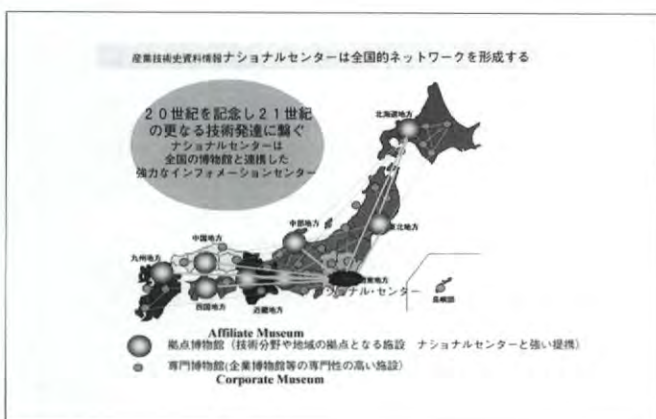 産業技術史資料情報ナショナルセンターは全国的ネットワークを形成する
20世紀を記念し21世紀
の更なる技術発達に繋ぐ
ナショナルセンターは
全国の博物館と連携した
強力なインフォメーションセンター
北海道地方
東北地方
中部地方
中国地方
九州地方
関東地方
ナショナル・センター
四国地方
近畿地方
Affiliate Museum
拠点博物館(技術分野や地域の拠点となる施設 ナショナルセンターと強い提携)
専門博物館(企業博物館等の専門性の高い施設)
Corporate Museum